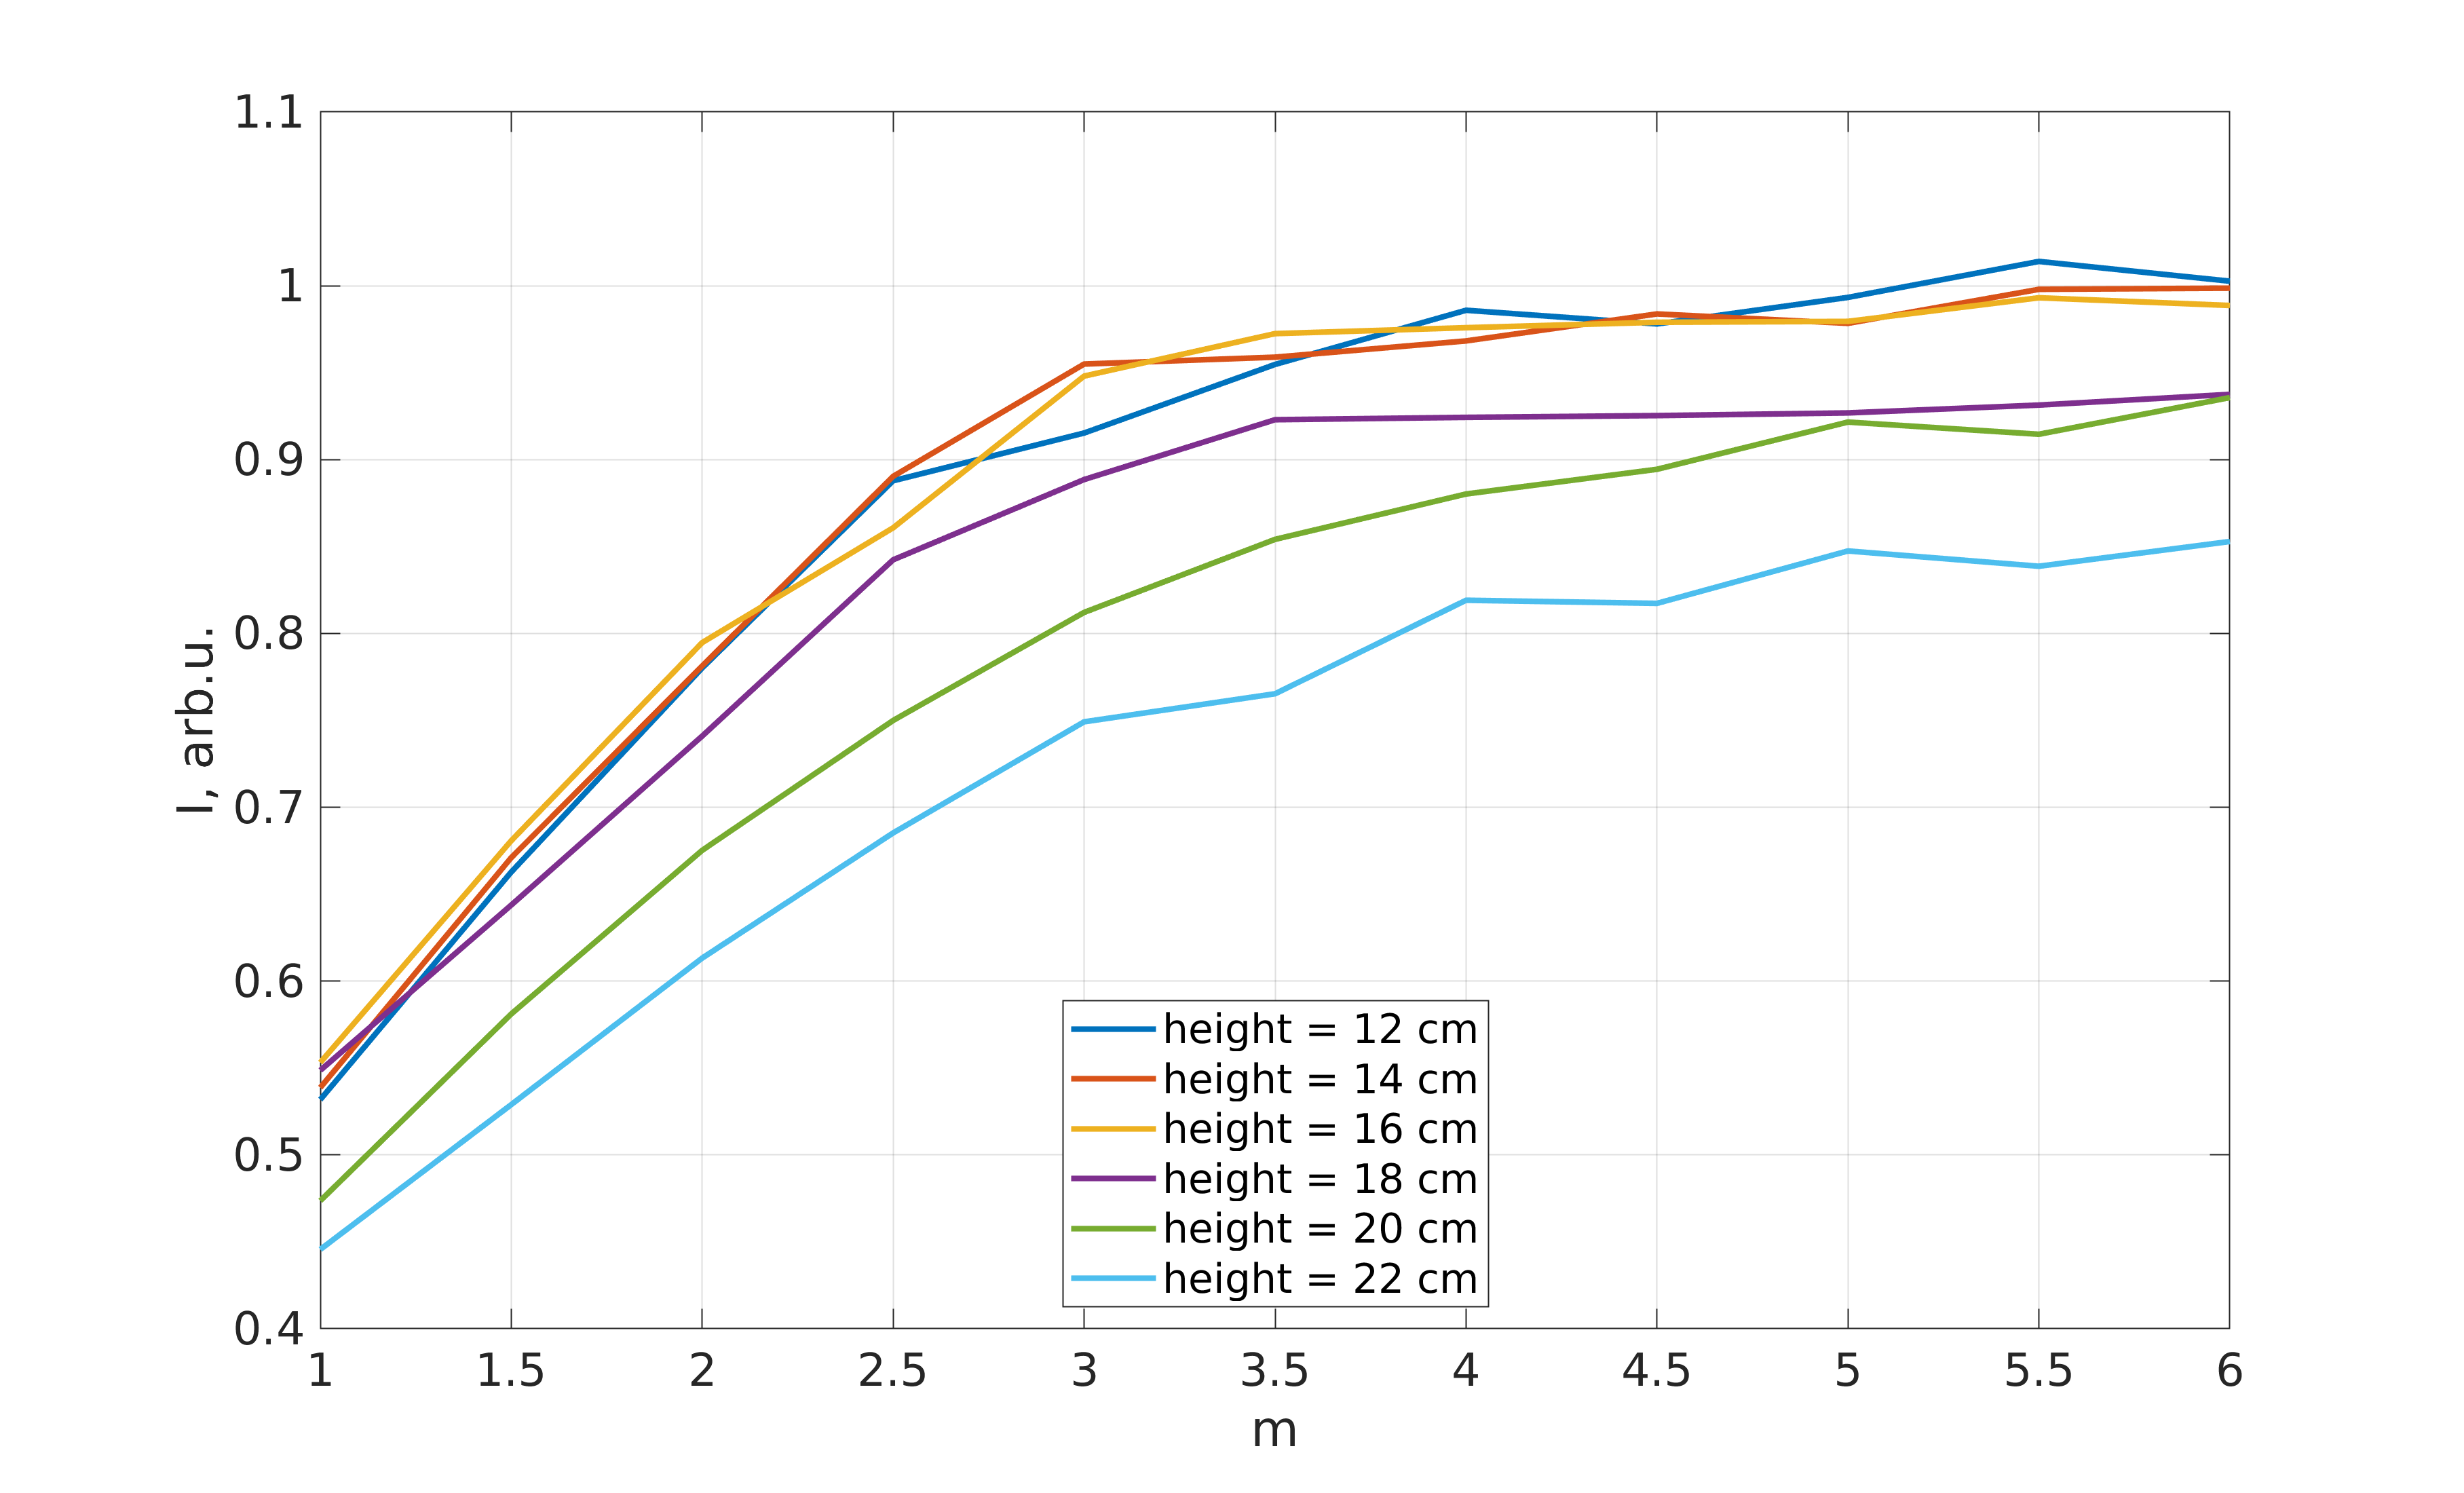 1.1
1
0.9
0.8
0.7
0.6
0.5
0.4
I, arb.u.
height = 12 cm
height = 14 cm
height = 16 cm
height = 18 cm
height = 20 cm
height = 22 cm
1 1.5 2 2.5 3 3.5 4 4.5 5 5.5 6
m